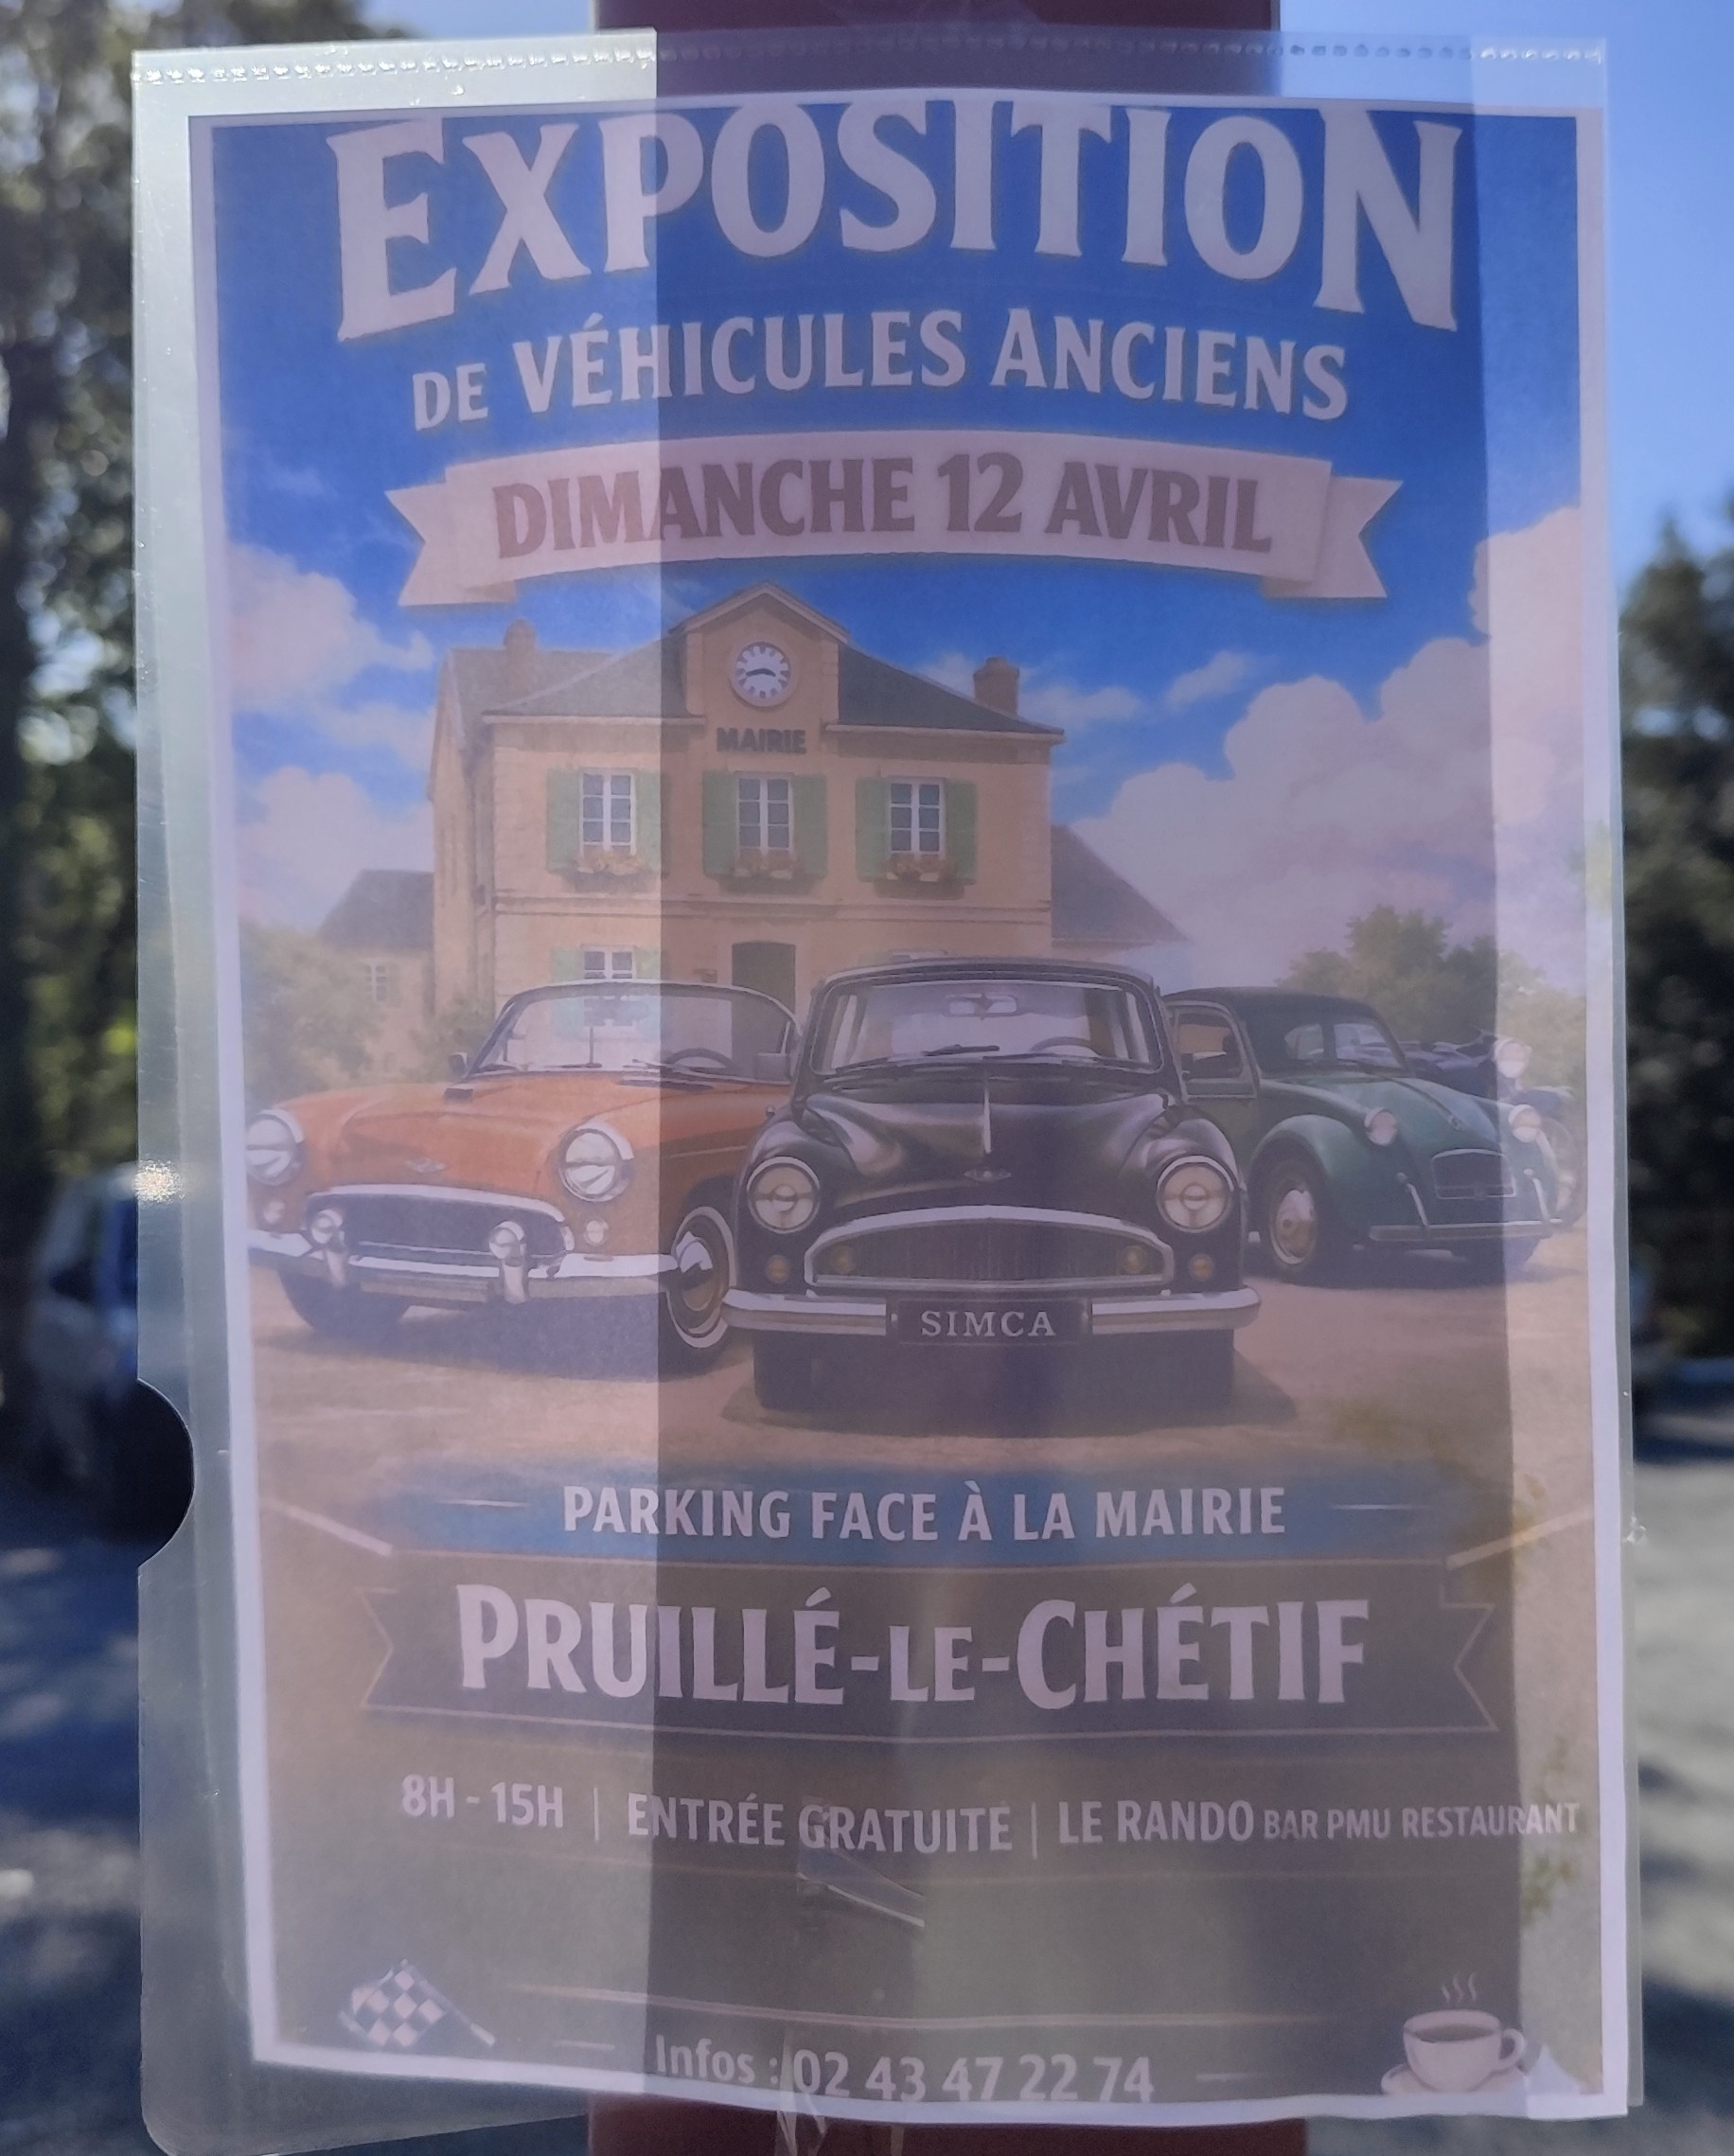 EXPOSITION
DE VÉHICULES ANCIENS
DIMANCHE 12 AVRIL
MAIRIE
SIMCA
PARKING FACE À LA MAIRIE
PRUILLÉ-LE-CHÉTIF
8H - 15H | ENTRÉE GRATUITE | LE RANDO BAR PMU RESTAURANT
Infos : 02 43 47 22 74